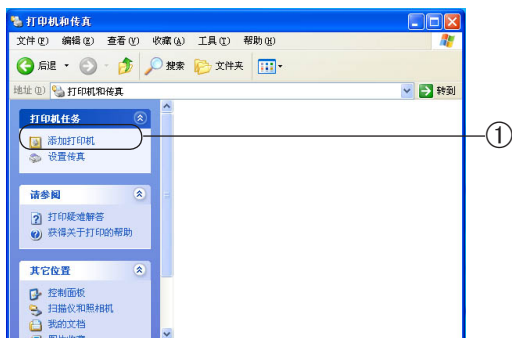 打印机和传真
文件(F) 编辑(E) 查看(V) 收藏(A) 工具(T) 帮助(H)
后退 搜索 文件夹
地址(D) 打印机和传真 转到
打印机任务
添加打印机
设置传真
请参阅
打印疑难解答
获得关于打印的帮助
其它位置
控制面板
扫描仪和照相机
我的文档
图片收藏
①